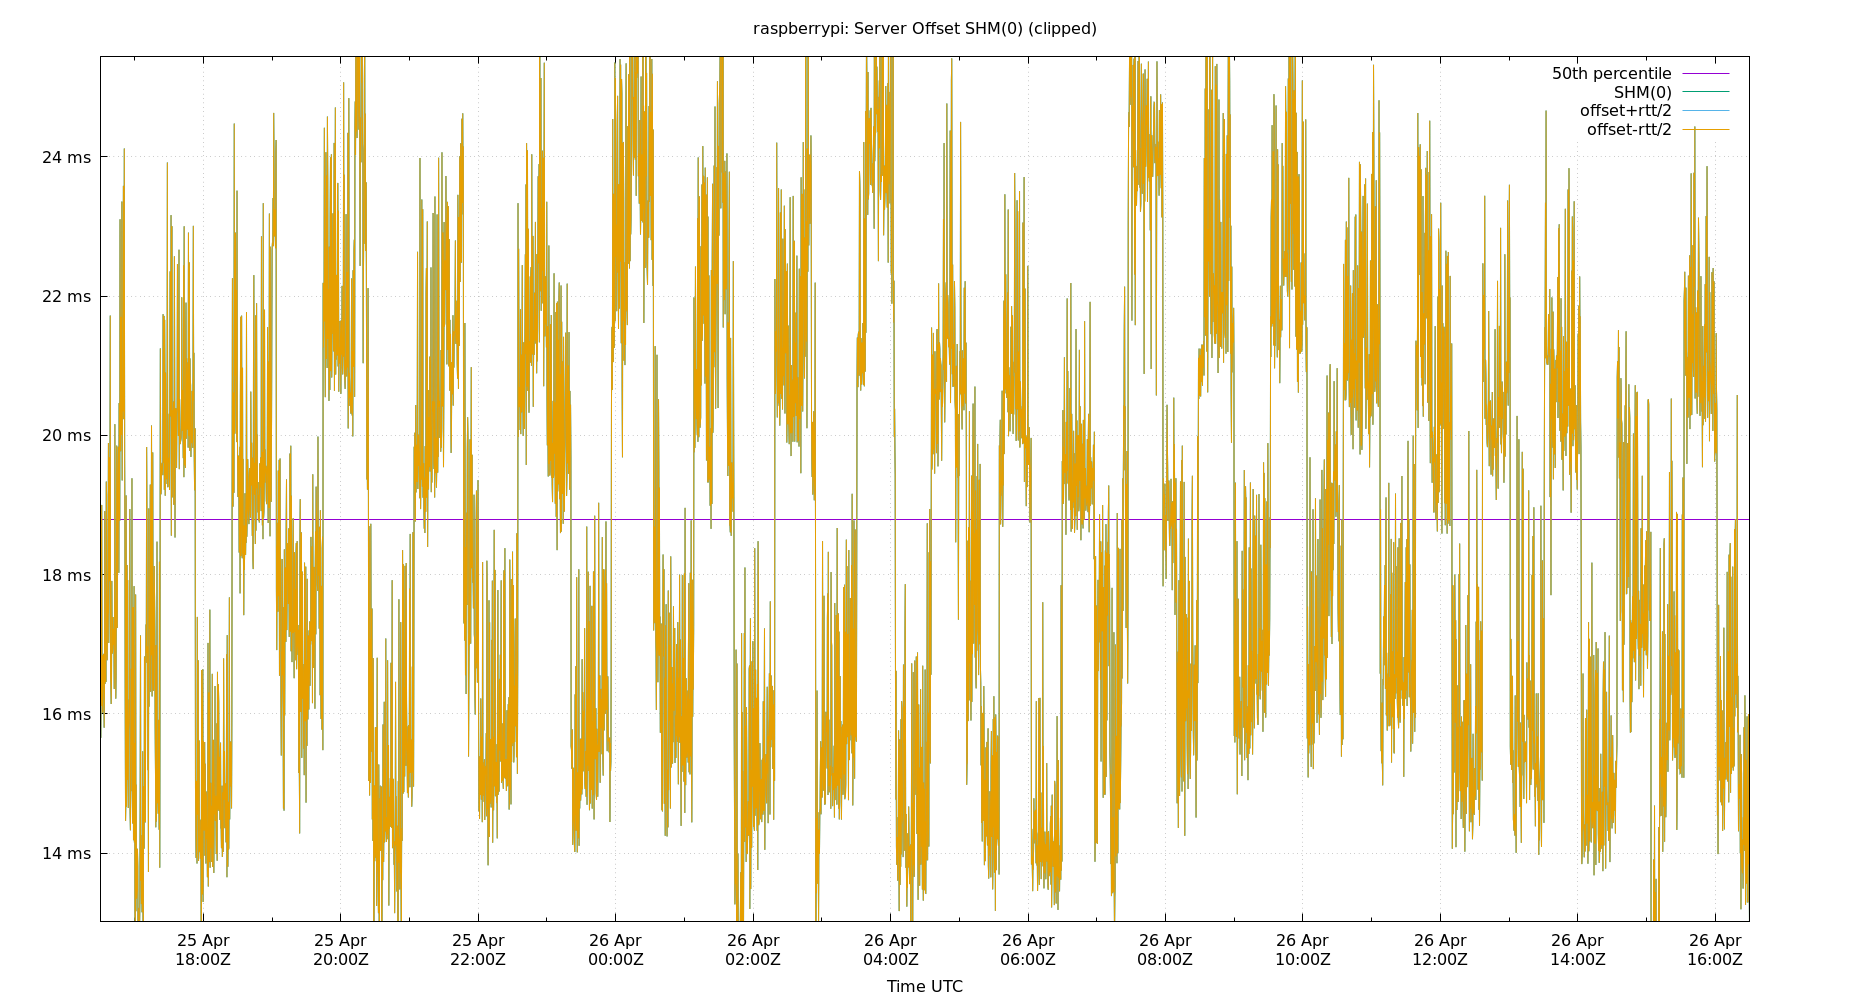 raspberrypi: Server Offset SHM(0) (clipped)
50th percentile
SHM(0)
offset+rtt/2
offset-rtt/2
24 ms
22 ms
20 ms
18 ms
16 ms
14 ms
25 Apr 25 Apr 25 Apr 26 Apr 26 Apr 26 Apr 26 Apr 26 Apr 26 Apr 26 Apr 26 Apr 26 Apr
18:00Z 20:00Z 22:00Z 00:00Z 02:00Z 04:00Z 06:00Z 08:00Z 10:00Z 12:00Z 14:00Z 16:00Z
Time UTC